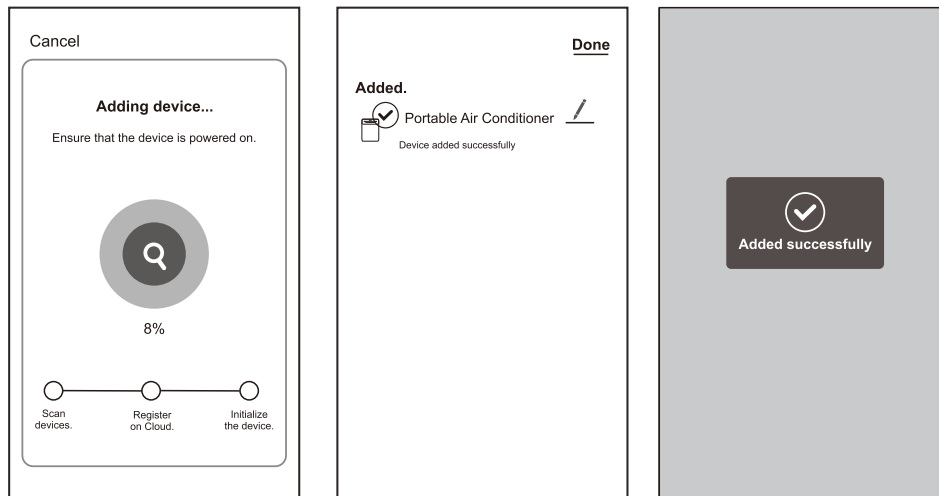 Cancel
Adding device...
Ensure that the device is powered on.
8%
Scan
devices.
Register
on Cloud.
Initialize
the device.
Done
Added.
Portable Air Conditioner
Device added successfully
Added successfully